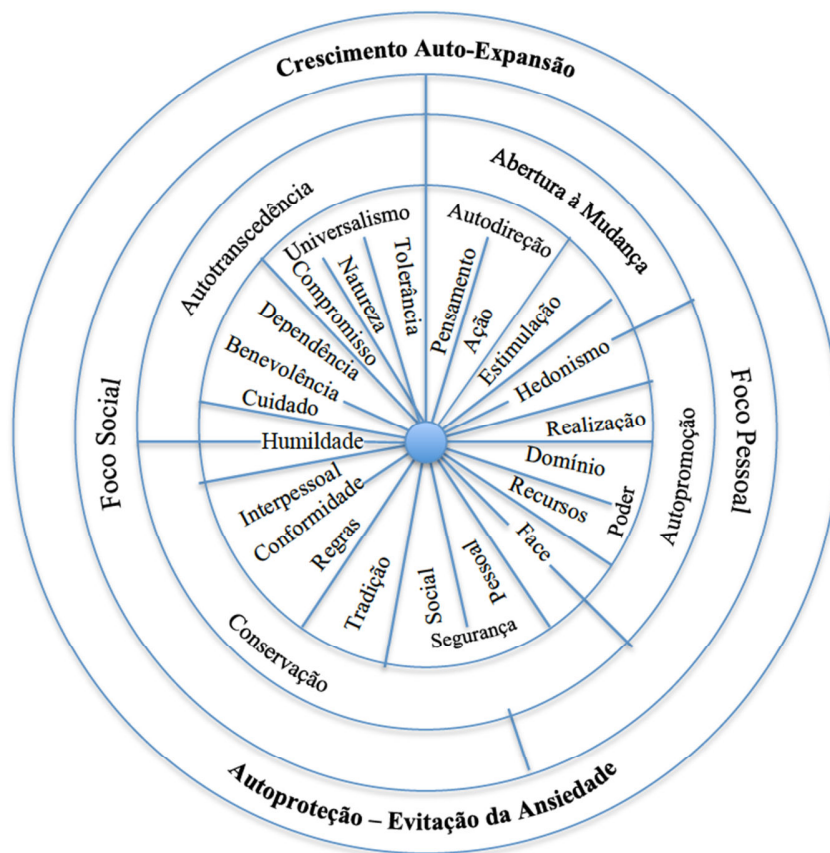 Crescimento Auto-Expansão
Abertura à Mudança
Autotranscedência
Foco Social
Foco Pessoal
Autopromoção
Conservação
Autoproteção – Evitação da Ansiedade
Universalismo
Tolerância
Natureza
Compromisso
Dependência
Benevolência
Cuidado
Humildade
Interpessoal
Conformidade
Regras
Tradição
Social
Pessoal
Segurança
Face
Recursos
Poder
Domínio
Realização
Hedonismo
Estimulação
Ação
Pensamento
Autodireção